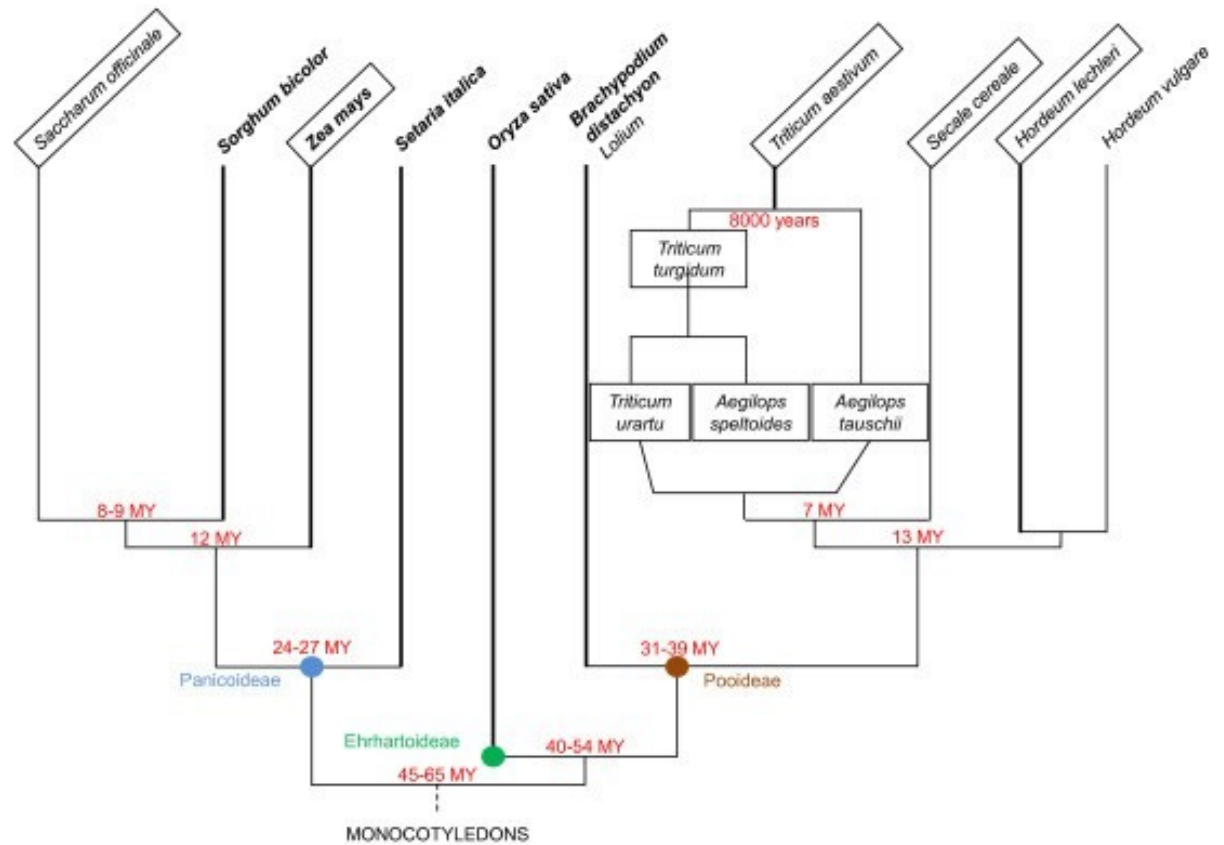 Saccharum officinale
Sorghum bicolor
Zea mays
Setaria italica
Oryza sativa
Brachypodium
distachyon
Lolium
Triticum aestivum
Secale cereale
Hordeum lechleri
Hordeum vulgare
8000 years
Triticum
turgidum
Triticum
urartu
Aegilops
speltoides
Aegilops
tauschii
8-9 MY
7 MY
12 MY
13 MY
24-27 MY
31-39 MY
Panicoideae
Pooideae
Ehrhartoideae
40-54 MY
45-65 MY
MONOCOTYLEDONS